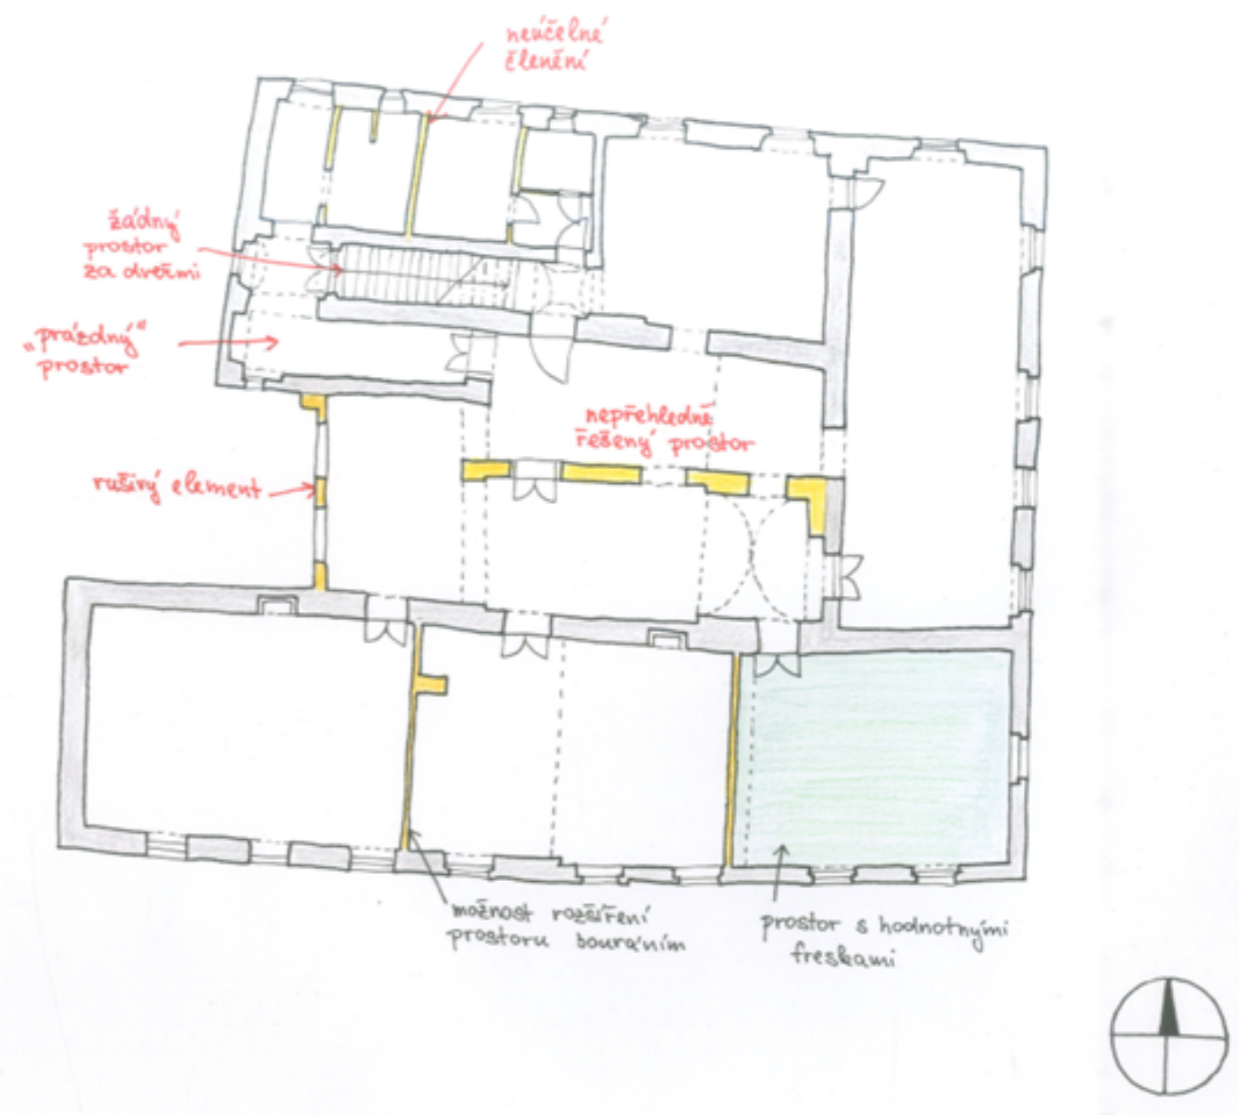 neúčelné
členění
žádný
prostor
za dveřmi
„prázdný"
prostor
nepřehledně
řešený prostor
rušivý element
možnost rozšíření
prostoru bouráním
prostor s hodnotnými
freskami